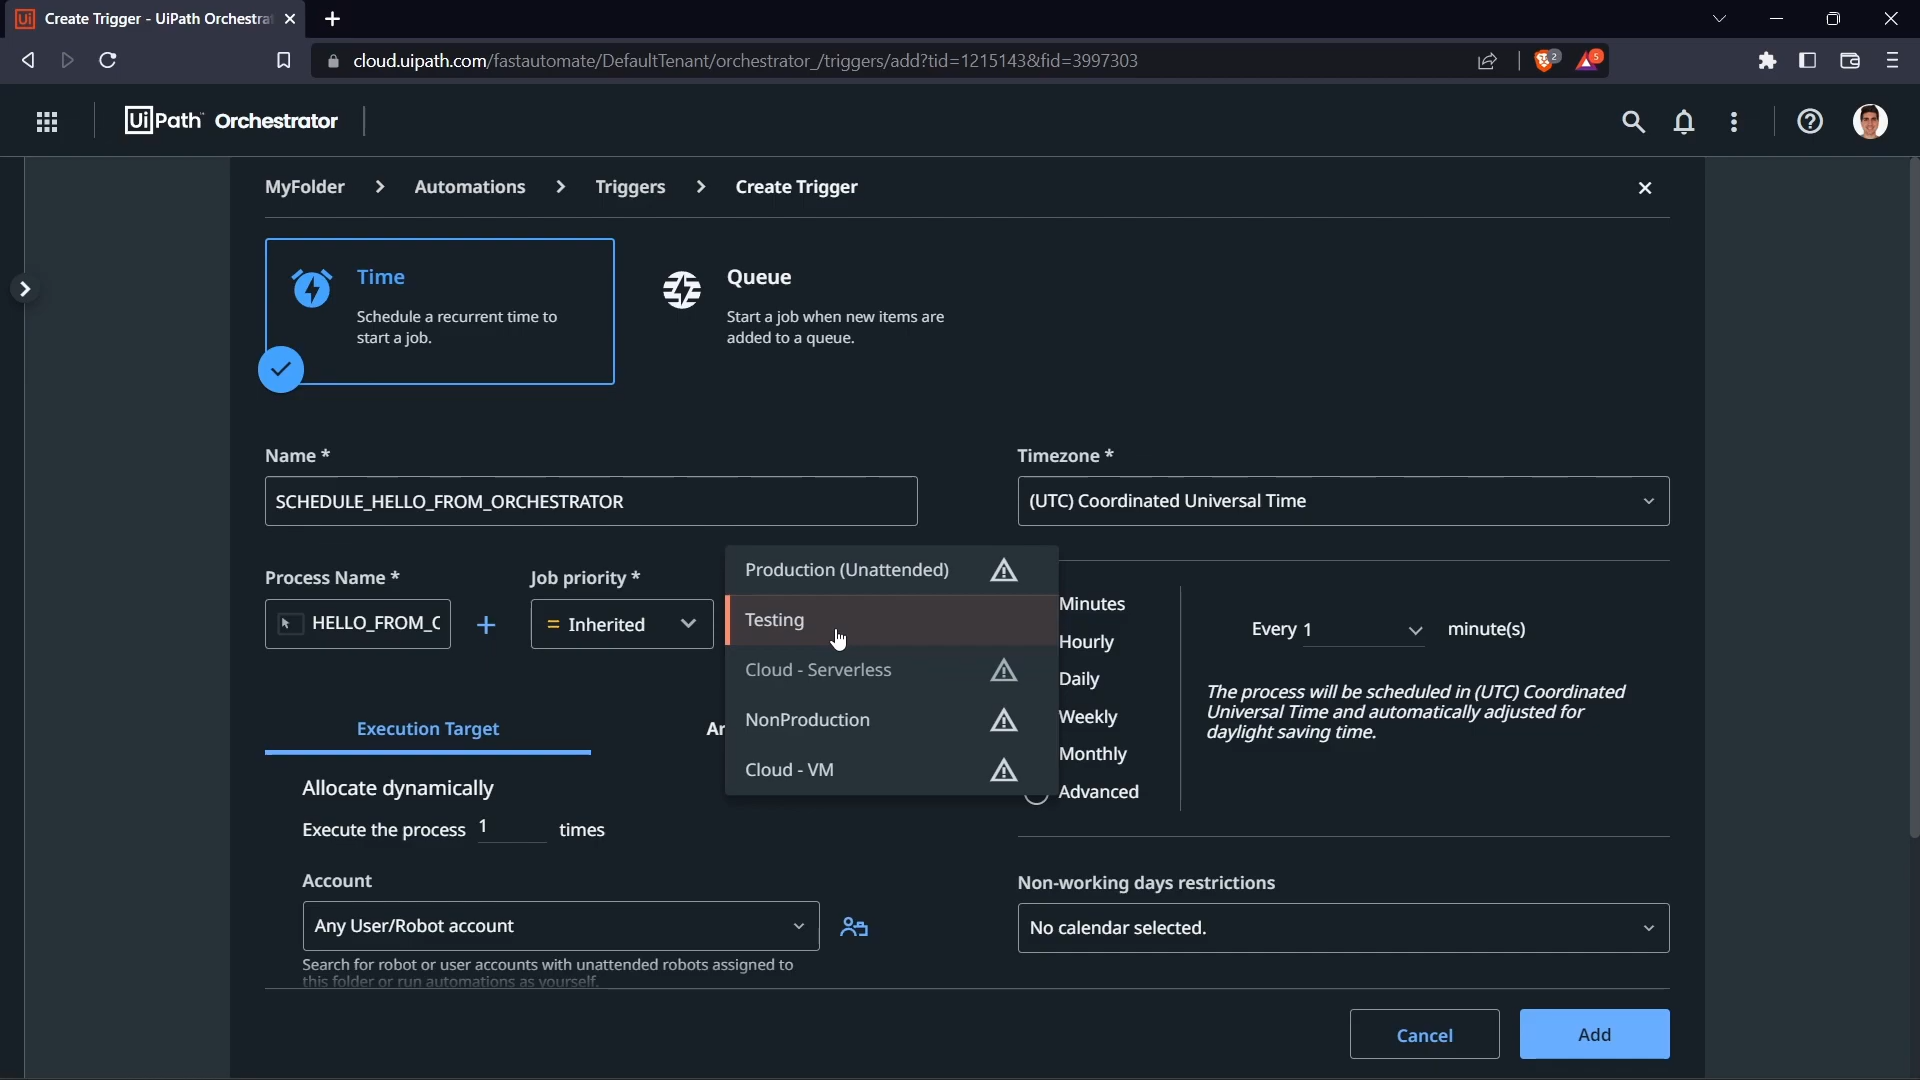 Create Trigger - UiPath Orchestra
cloud.uipath.com/fastautomate/DefaultTenant/orchestrator_/triggers/add?tid=1215143&fid=3997303
2
5
UiPath Orchestrator
MyFolder > Automations > Triggers > Create Trigger
Time
Schedule a recurrent time to
start a job.
Queue
Start a job when new items are
added to a queue.
Name *
SCHEDULE_HELLO_FROM_ORCHESTRATOR
Timezone *
(UTC) Coordinated Universal Time
Process Name *
HELLO_FROM_C
Job priority *
= Inherited
Production (Unattended)
Testing
Cloud - Serverless
NonProduction
Cloud - VM
Minutes
Hourly
Daily
Weekly
Monthly
Advanced
Every 1 minute(s)
The process will be scheduled in (UTC) Coordinated
Universal Time and automatically adjusted for
daylight saving time.
Execution Target
Ar
Allocate dynamically
Execute the process 1 times
Account
Any User/Robot account
Search for robot or user accounts with unattended robots assigned to
this folder or run automations as yourself.
Non-working days restrictions
No calendar selected.
Cancel
Add